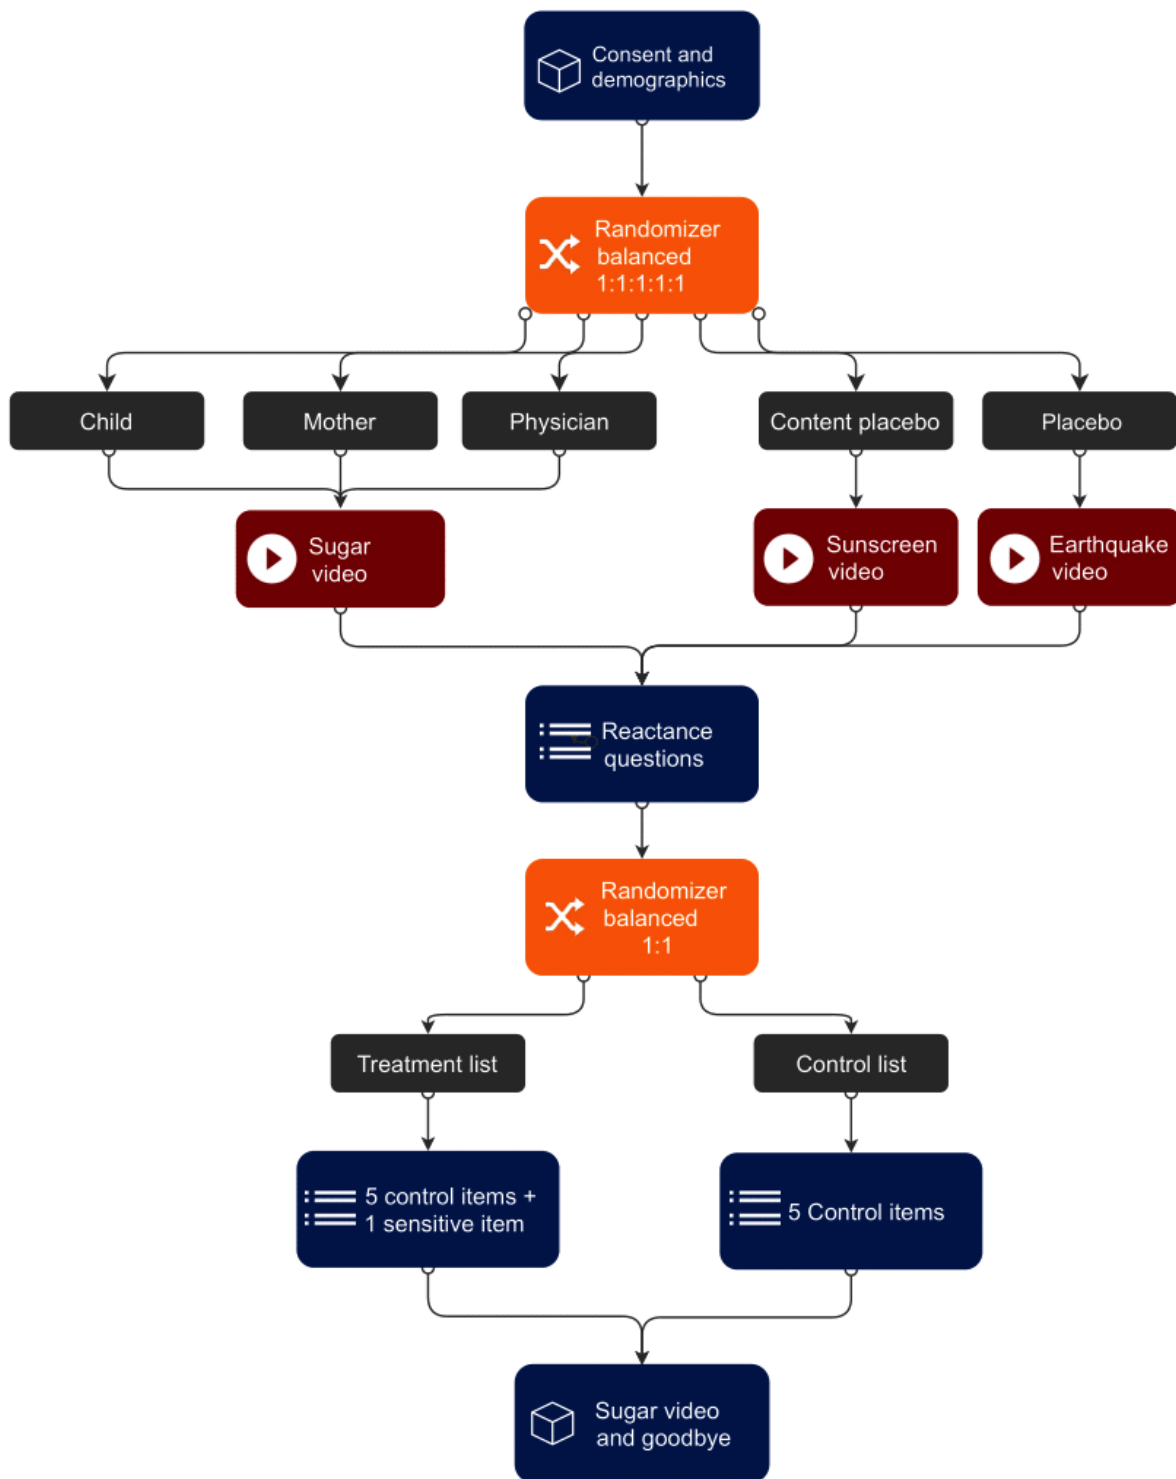 Consent and
demographics
Randomizer
balanced
1:1:1:1:1
Child
Mother
Physician
Content placebo
Placebo
Sugar
video
Sunscreen
video
Earthquake
video
Reactance
questions
Randomizer
balanced
1:1
Treatment list
Control list
5 control items +
1 sensitive item
5 Control items
Sugar video
and goodbye